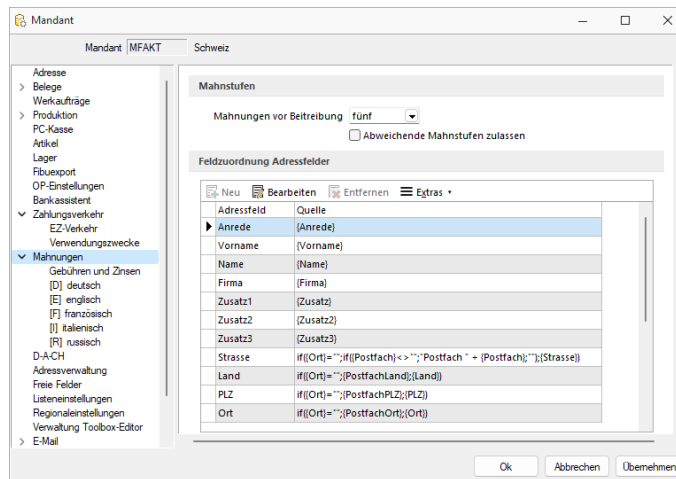 Mandant
Mandant MFAKT Schweiz
Adresse
Belege
Werkaufträge
Produktion
PC-Kasse
Artikel
Lager
Fibuexport
OP-Einstellungen
Bankassistent
Zahlungsverkehr
EZ-Verkehr
Verwendungszwecke
Mahnungen
Gebühren und Zinsen
[D] deutsch
[E] englisch
[F] französisch
[I] italienisch
[R] russisch
D-A-CH
Adressverwaltung
Freie Felder
Listeneinstellungen
Regionaleinstellungen
Verwaltung Toolbox-Editor
E-Mail
Mahnstufen
Mahnungen vor Beitreibung fünf
Abweichende Mahnstufen zulassen
Feldzuordnung Adressfelder
Neu Bearbeiten Entfernen Extras
Adressfeld Quelle
Anrede {Anrede}
Vorname {Vorname}
Name {Name}
Firma {Firma}
Zusatz1 {Zusatz}
Zusatz2 {Zusatz2}
Zusatz3 {Zusatz3}
Strasse if({Ort}="";if({Postfach}<>"";"Postfach " + {Postfach};"");{Strasse})
Land if({Ort}="";{PostfachLand};{Land})
PLZ if({Ort}="";{PostfachPLZ};{PLZ})
Ort if({Ort}="";{PostfachOrt};{Ort})
Ok Abbrechen Übernehmen